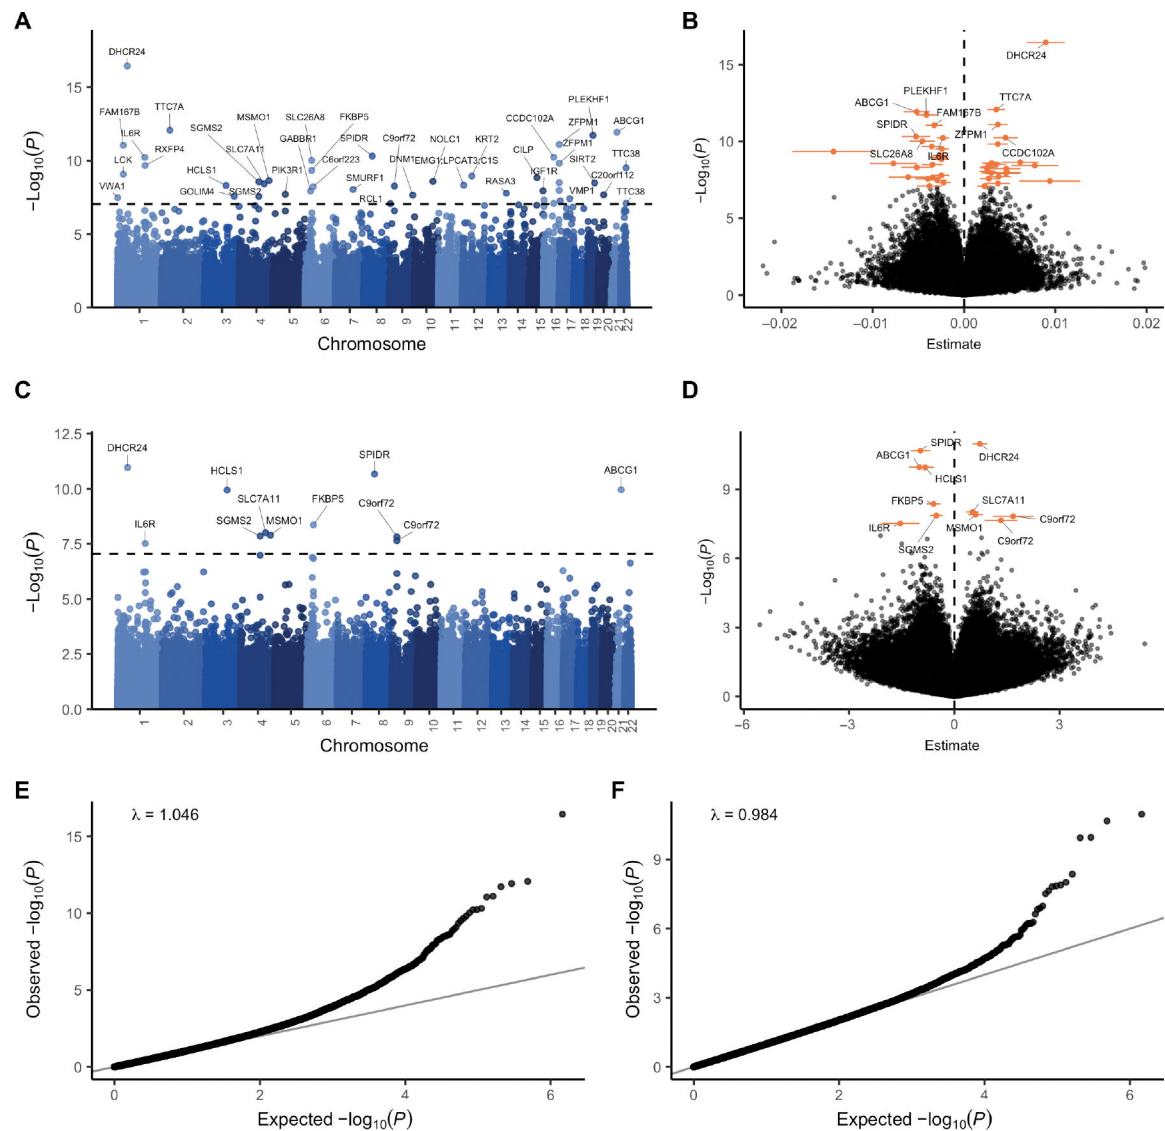 A
DHCR24
FAM167B
IL6R
TTC7A
LCK
RXFP4
VWA1
SGMS2
MSMO1
SLC7A11
HCLS1
GOLIM4
SGMS2
SLC26A8
FKBP5
GABBR1
SPIDR
C6orf223
PIK3R1
SMURF1
RCL1
C9orf72
DNM1
NOLC1
KRT2
EMG1;LPCAT3;C1S
RASA3
CCDC102A
CILP
IGF1R
PLEKHF1
ZFPM1
ZFPM1
SIRT2
VMP1
ABCG1
C20orf112
TTC38
TTC38
−Log10(P)
15
10
5
0
1 2 3 4 5 6 7 8 9 10 11 12 13 14 15 16 17 18 19 20 21 22
Chromosome
B
DHCR24
PLEKHF1
ABCG1
TTC7A
FAM167B
SPIDR
ZFPM1
SLC26A8
IL6R
CCDC102A
−Log10(P)
15
10
5
0
−0.02 −0.01 0.00 0.01 0.02
Estimate
C
DHCR24
HCLS1
SPIDR
ABCG1
SLC7A11
IL6R
SGMS2
MSMO1
FKBP5
C9orf72
C9orf72
−Log10(P)
12.5
10.0
7.5
5.0
2.5
0.0
1 2 3 4 5 6 7 8 9 10 11 12 13 14 15 16 17 18 19 20 21 22
Chromosome
D
SPIDR
ABCG1
DHCR24
HCLS1
FKBP5
SLC7A11
IL6R
MSMO1
C9orf72
SGMS2
C9orf72
−Log10(P)
9
6
3
0
−6 −3 0 3
Estimate
E
λ = 1.046
Observed −log10(P)
15
10
5
0
0 2 4 6
Expected −log10(P)
F
λ = 0.984
Observed −log10(P)
9
6
3
0
0 2 4 6
Expected −log10(P)